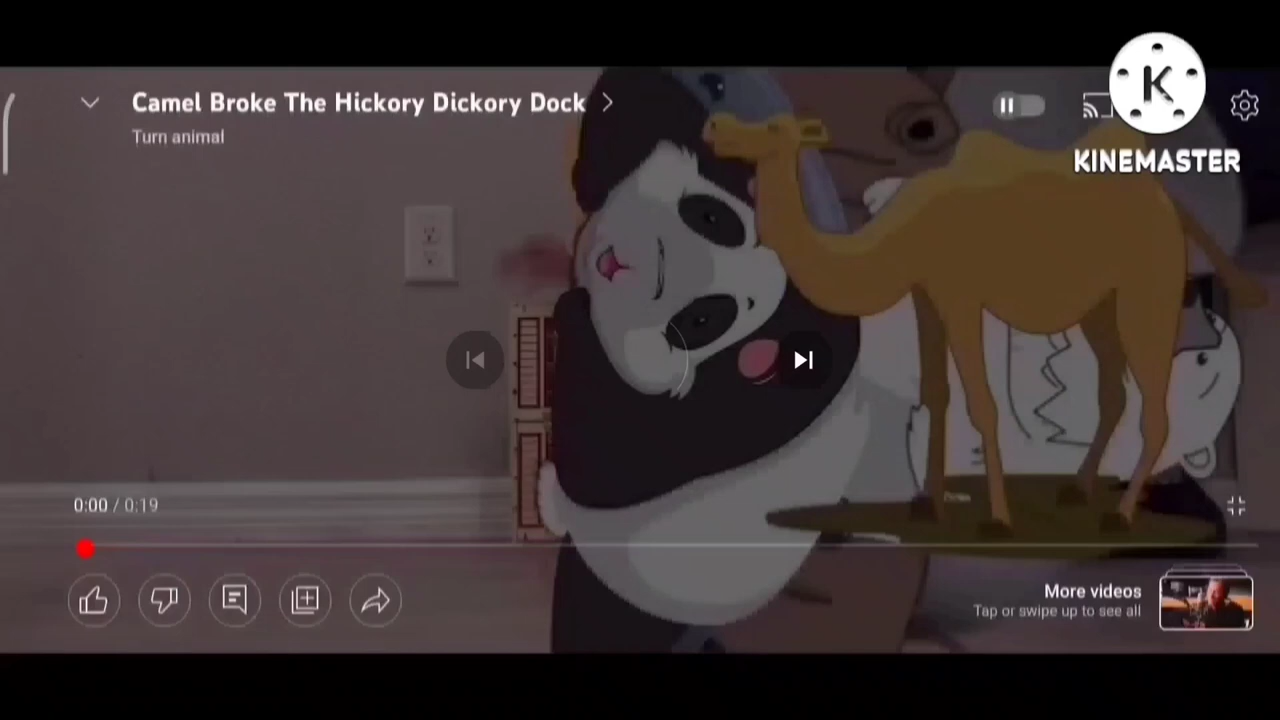 Camel Broke The Hickory Dickory Dock
Turn animal
K
KINEMASTER
0:00 / 0:19
More videos
Tap or swipe up to see all